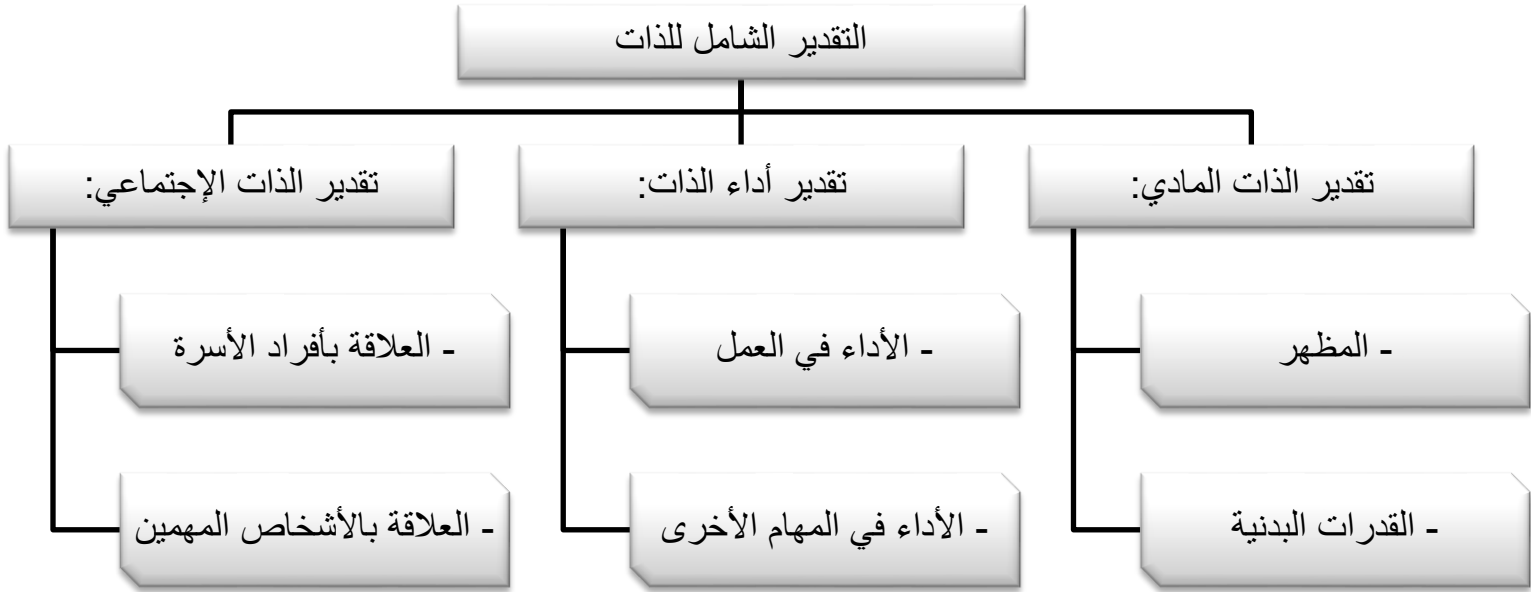 التقدير الشامل للذات
تقدير الذات المادي:
- المظهر
- القدرات البدنية
تقدير أداء الذات:
- الأداء في العمل
- الأداء في المهام الأخرى
تقدير الذات الإجتماعي:
- العلاقة بأفراد الأسرة
- العلاقة بالأشخاص المهمين